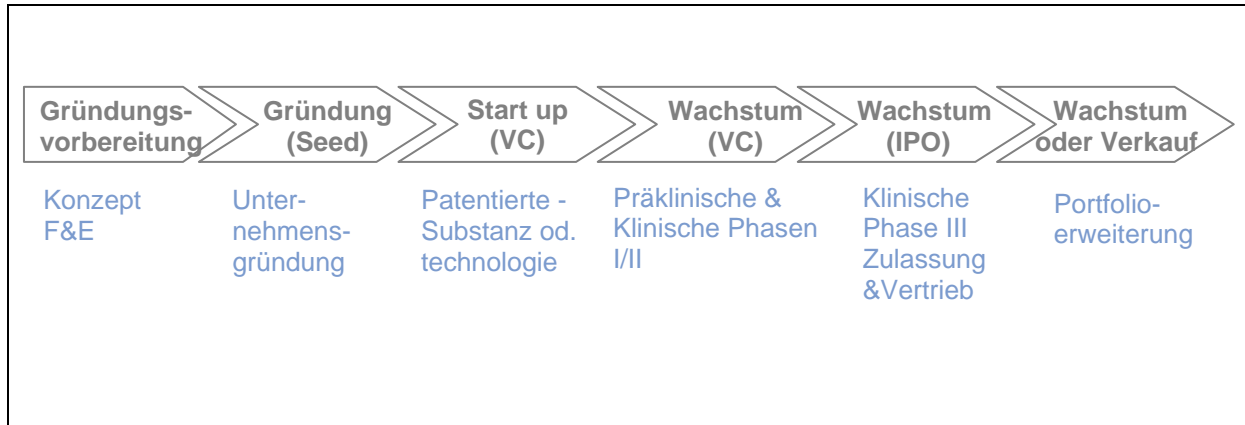 Gründungs-
vorbereitung
Gründung
(Seed)
Start up
(VC)
Wachstum
(VC)
Wachstum
(IPO)
Wachstum
oder Verkauf
Konzept
F&E
Unter-
nehmens-
gründung
Patentierte -
Substanz od.
technologie
Präklinische &
Klinische Phasen
I/II
Klinische
Phase III
Zulassung
&Vertrieb
Portfolio-
erweiterung